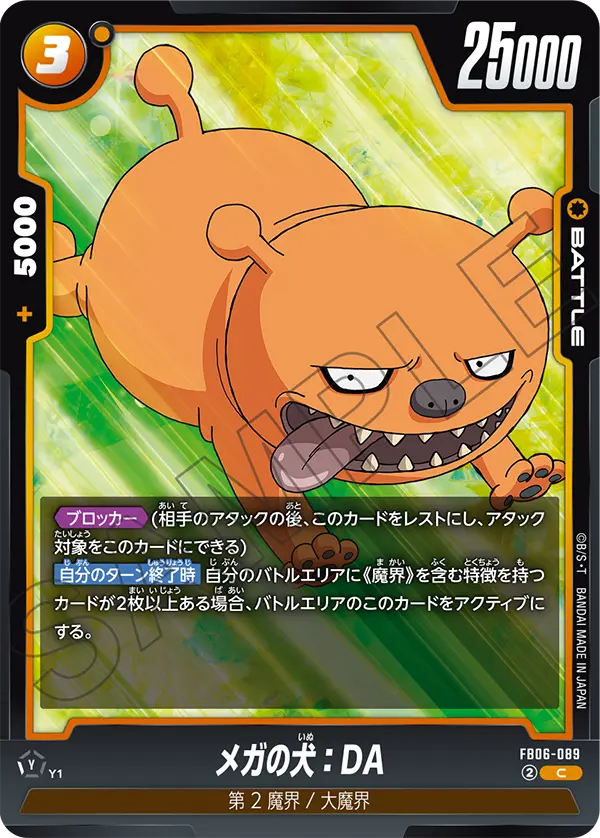 3
25000
+ 5000
BATTLE
SAMPLE
ブロッカー (相手のアタックの後、このカードをレストにし、アタック
対象をこのカードにできる)
自分のターン終了時 自分のバトルエリアに《魔界》を含む特徴を持つ
カードが2枚以上ある場合、バトルエリアのこのカードをアクティブに
する。
©B/S・T BANDAI MADE IN JAPAN
Y Y1
メガの犬:DA
FB06-089
② C
第2魔界 / 大魔界